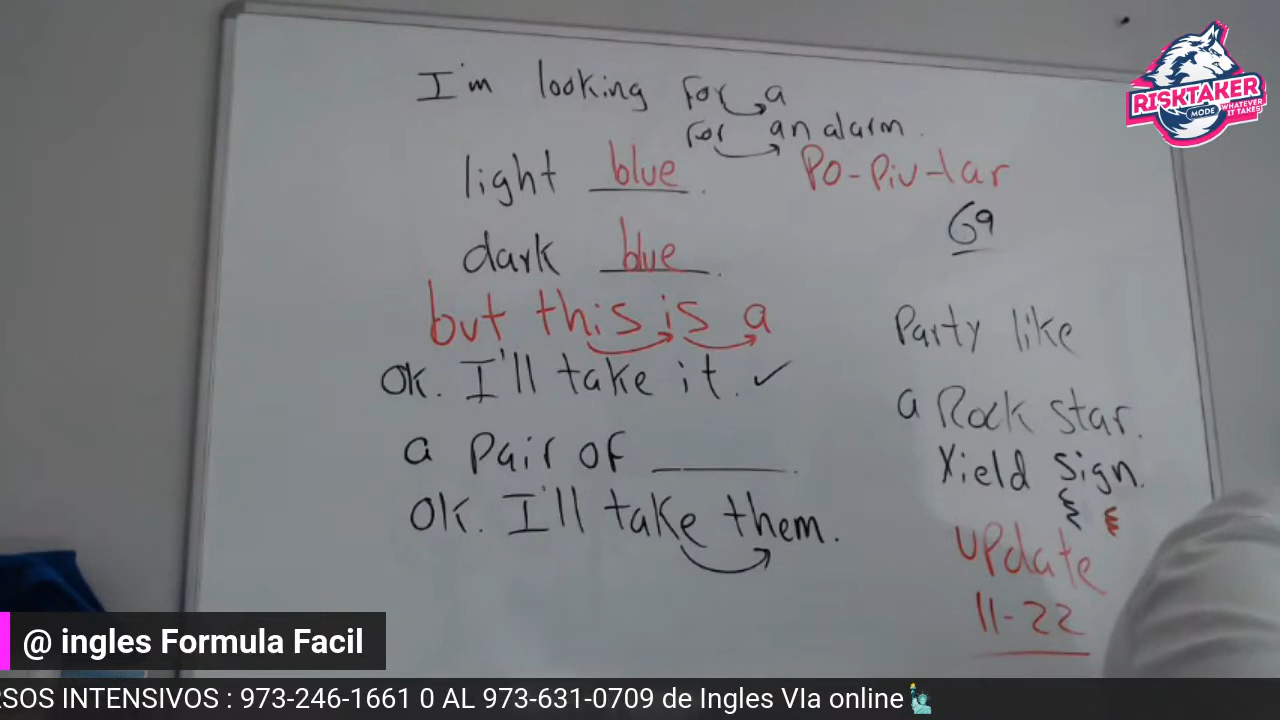 I'm looking for a
for an alarm.
light blue.
Po-Piu-lar
69
dark blue.
but this is a
Party like
OK. I'll take it. ✓
a Rock star.
a pair of ______.
Yield Sign.
OK. I'll take them.
UPdate
11-22
RISKTAKER
MODE WHATEVER IT TAKES
@ ingles Formula Facil
RSOS INTENSIVOS : 973-246-1661 0 AL 973-631-0709 de Ingles VIa online🗽